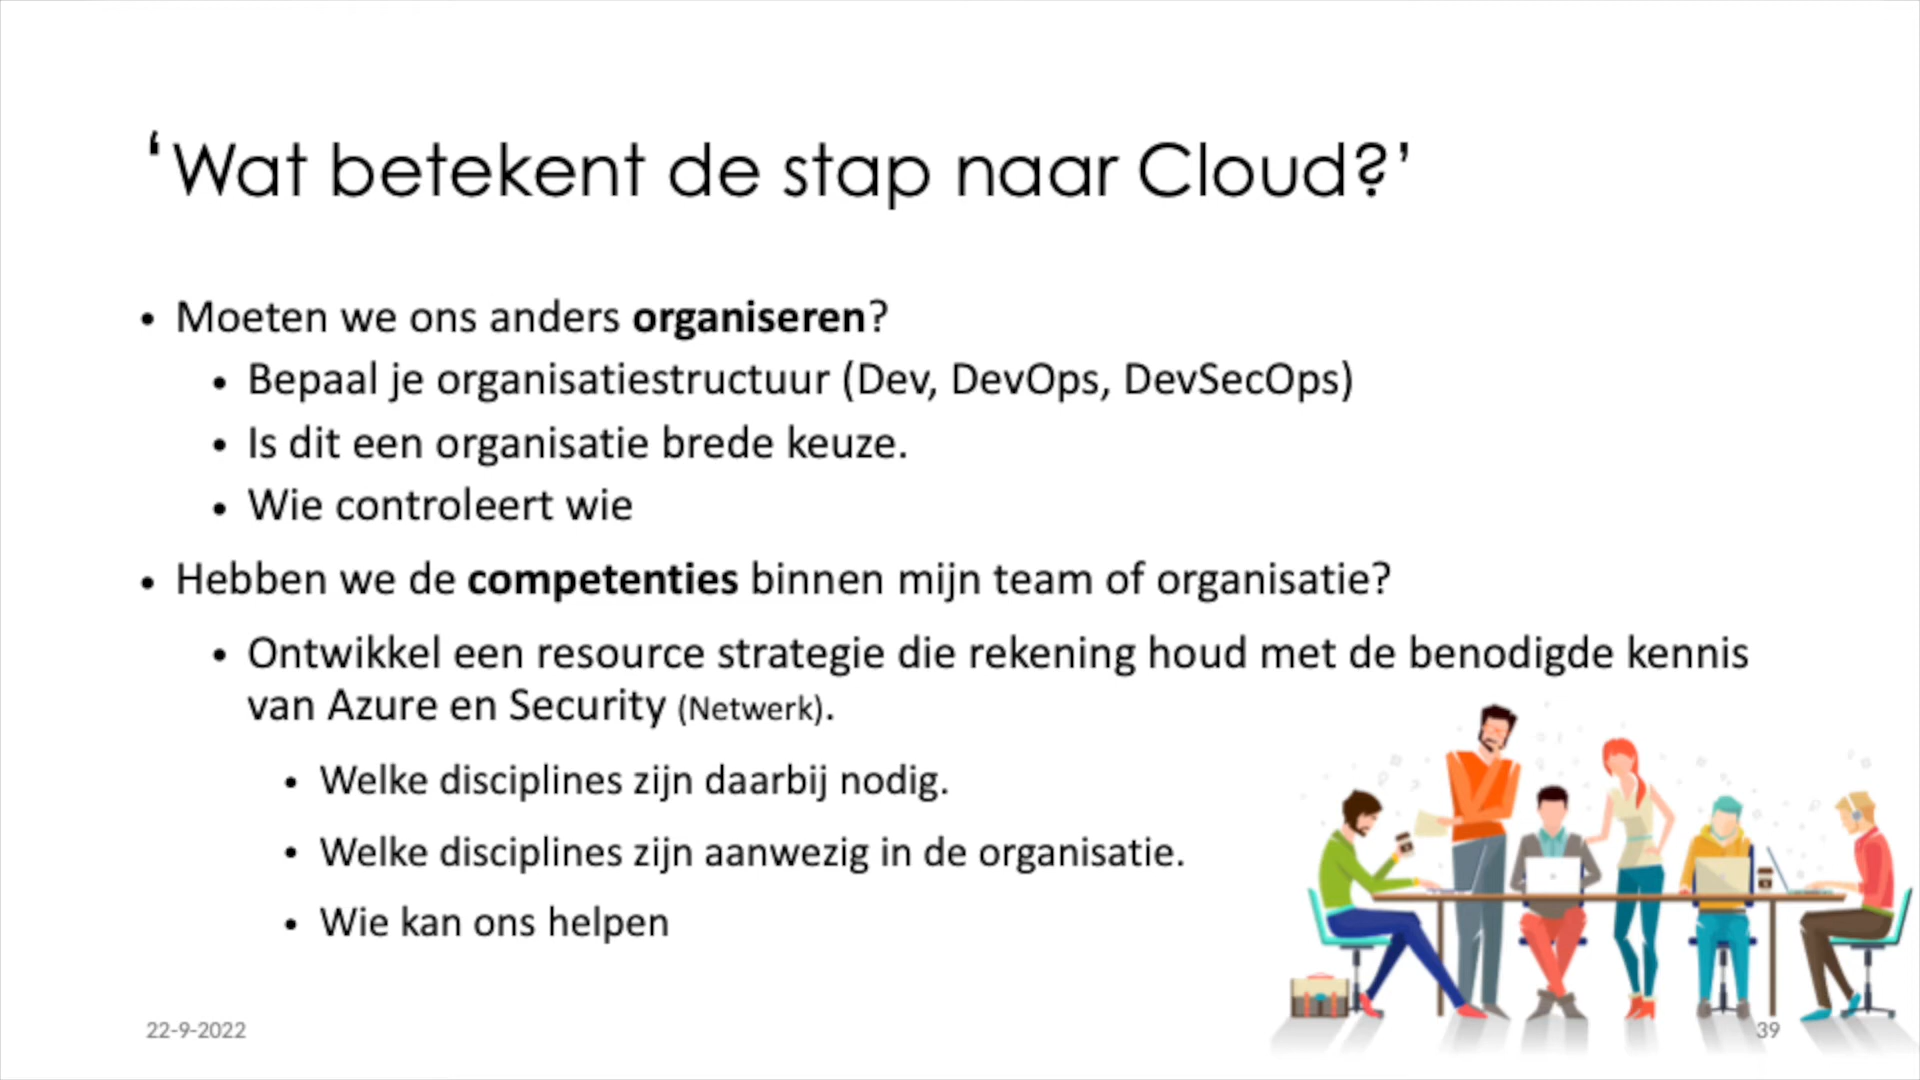 ‘Wat betekent de stap naar Cloud?’
• Moeten we ons anders organiseren?
• Bepaal je organisatiestructuur (Dev, DevOps, DevSecOps)
• Is dit een organisatie brede keuze.
• Wie controleert wie
• Hebben we de competenties binnen mijn team of organisatie?
• Ontwikkel een resource strategie die rekening houd met de benodigde kennis
van Azure en Security (Netwerk).
• Welke disciplines zijn daarbij nodig.
• Welke disciplines zijn aanwezig in de organisatie.
• Wie kan ons helpen
22-9-2022
39